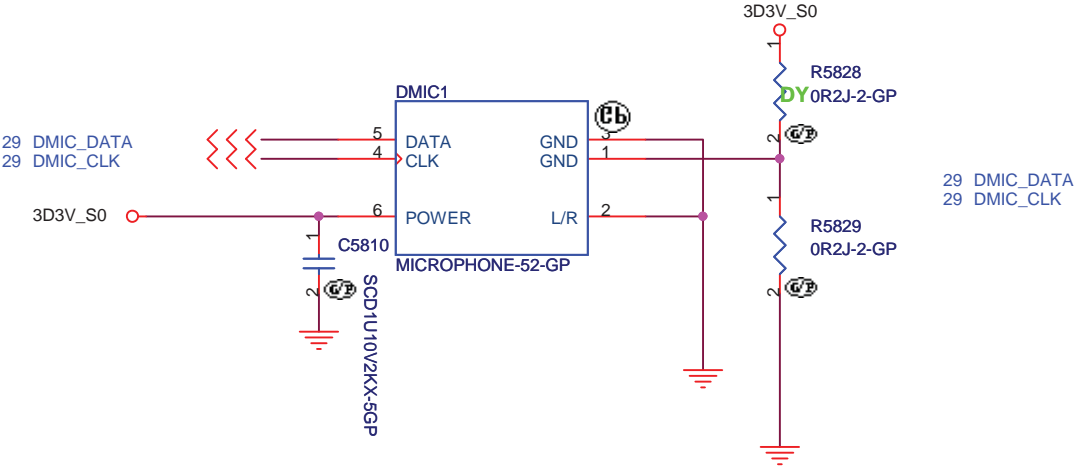 3D3V_S0
1
R5828
DY
0R2J-2-GP
2
G/P
DMIC1
Cb
29 DMIC_DATA
5
DATA
GND
3
29 DMIC_CLK
4
CLK
GND
1
29 DMIC_DATA
29 DMIC_CLK
3D3V_S0
6
POWER
L/R
2
1
R5829
0R2J-2-GP
2
G/P
1
C5810
MICROPHONE-52-GP
2
G/P
SCD1U10V2KX-5GP